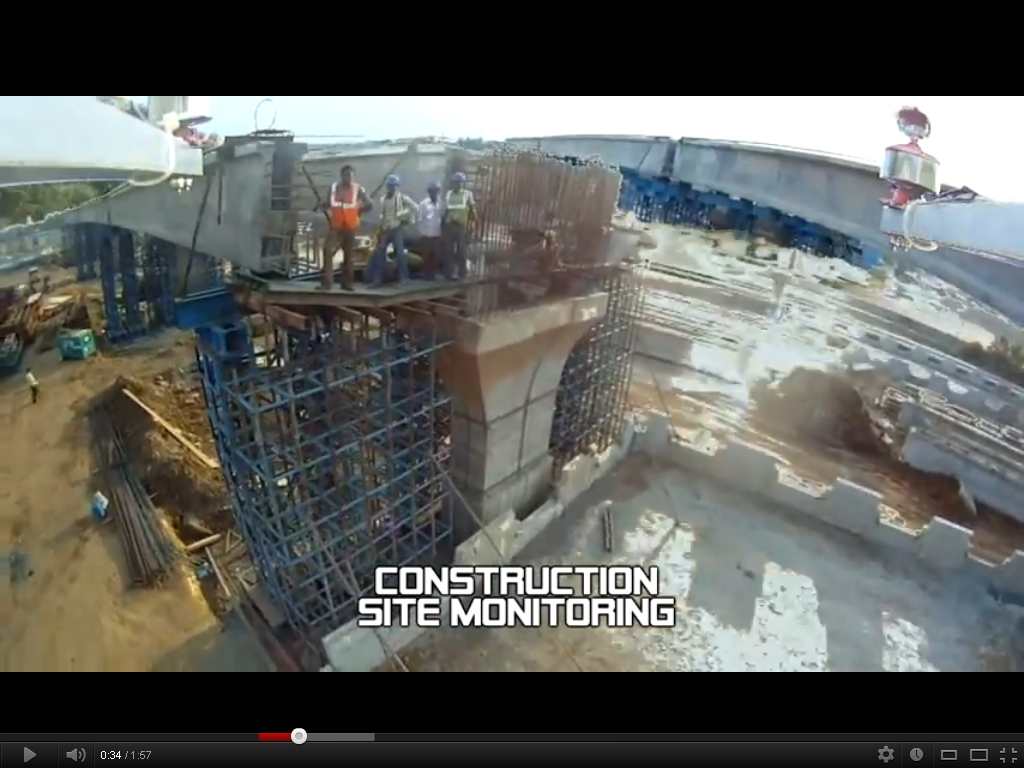 CONSTRUCTION
SITE MONITORING
0:34 / 1:57